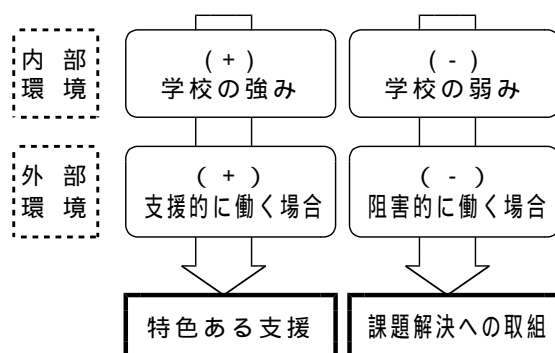 内部
環境
(+)
学校の強み
(-)
学校の弱み
外部
環境
(+)
支援的に働く場合
(-)
阻害的に働く場合
特色ある支援
課題解決への取組